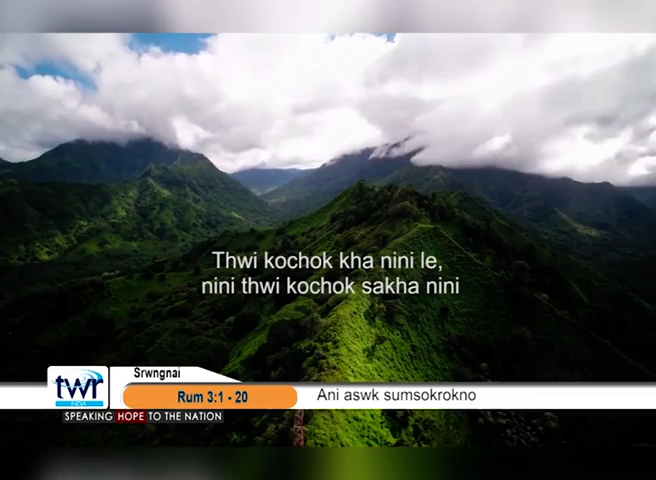 Thwi kochok kha nini le,
nini thwi kochok sakha nini
twr
INDIA
Srwngnai
Rum 3:1 - 20
Ani aswk sumsokrokno
SPEAKING HOPE TO THE NATION